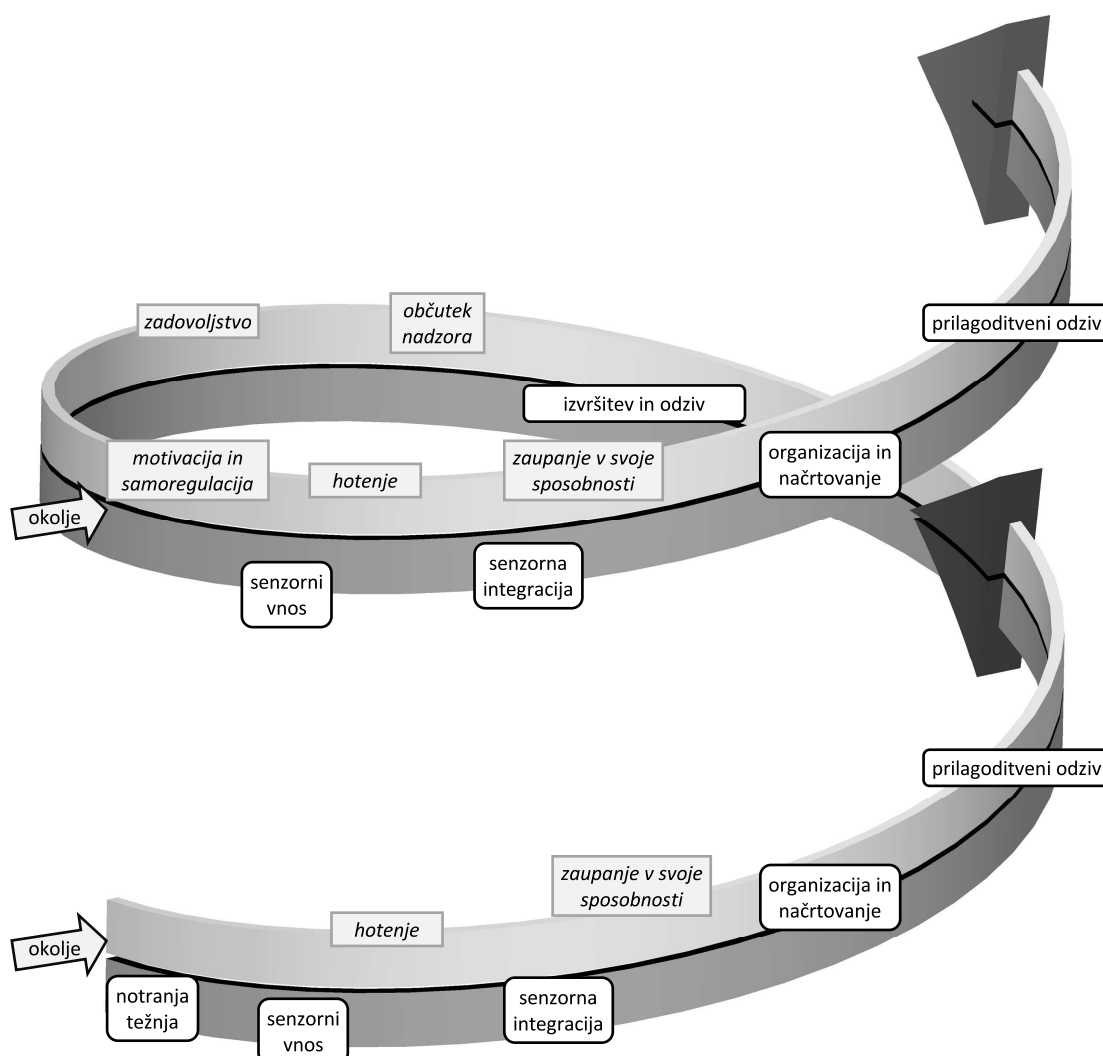 prilagoditveni odziv
zadovoljstvo
občutek
nadzora
izvršitev in odziv
motivacija in
samoregulacija
hotenje
zaupanje v svoje
sposobnosti
organizacija in
načrtovanje
okolje
senzorni
vnos
senzorna
integracija
prilagoditveni odziv
zaupanje v svoje
sposobnosti
organizacija in
načrtovanje
hotenje
okolje
notranja
težnja
senzorni
vnos
senzorna
integracija